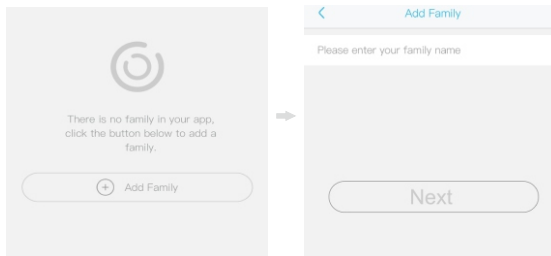 There is no family in your app,
click the button below to add a
family.
Add Family
Add Family
Please enter your family name
Next